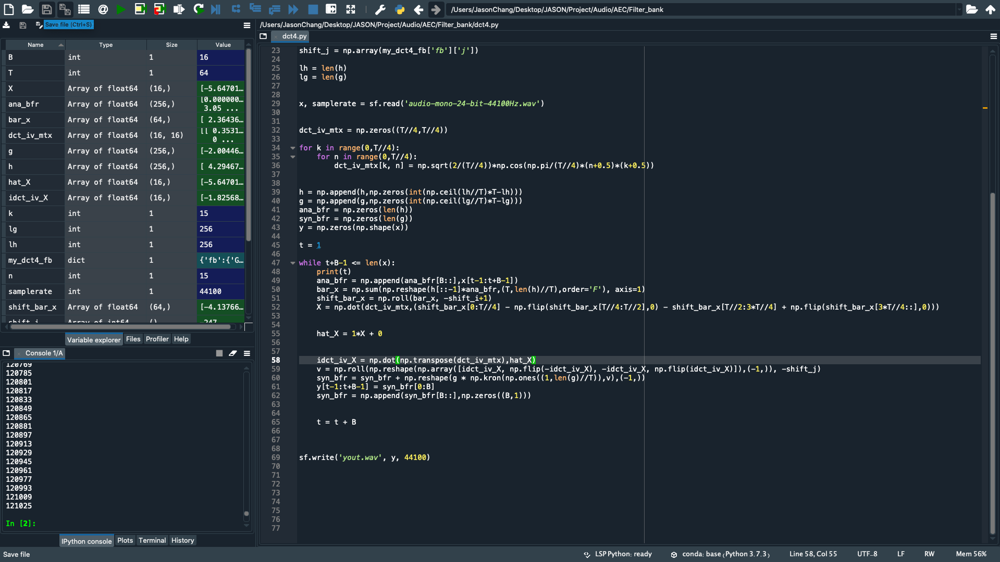 /Users/JasonChang/Desktop/JASON/Project/Audio/AEC/Filter_bank
Save file (Ctrl+S)
Name Type Size Value
B int 1 16
T int 1 64
X Array of float64 (16,) [-5.64701…
ana_bfr Array of float64 (256,) [0.000000… 3.05 ...
bar_x Array of float64 (64,) [ 2.36436…
dct_iv_mtx Array of float64 (16, 16) [[ 0.3531… 0 ...
g Array of float64 (256,) [-2.00446…
h Array of float64 (256,) [ 4.29467…
hat_X Array of float64 (16,) [-5.64701…
idct_iv_X Array of float64 (16,) [-1.82568…
k int 1 15
lg int 1 256
lh int 1 256
my_dct4_fb dict 1 {'fb':{'G…
n int 1 15
samplerate int 1 44100
shift_bar_x Array of float64 (64,) [-4.13766…
shift_i Array of int64 () -247
Variable explorer Files Profiler Help
Console 1/A
120769
120785
120801
120817
120833
120849
120865
120881
120897
120913
120929
120945
120961
120977
120993
121009
121025
In [2]:
IPython console Plots Terminal History
/Users/JasonChang/Desktop/JASON/Project/Audio/AEC/Filter_bank/dct4.py
dct4.py
23 shift_j = np.array(my_dct4_fb['fb']['j'])
24
25 lh = len(h)
26 lg = len(g)
27
28
29 x, samplerate = sf.read('audio-mono-24-bit-44100Hz.wav')
30
31
32 dct_iv_mtx = np.zeros((T//4,T//4))
33
34 for k in range(0,T//4):
35 for n in range(0,T//4):
36 dct_iv_mtx[k, n] = np.sqrt(2/(T//4))*np.cos(np.pi/(T//4)*(n+0.5)*(k+0.5))
37
38
39 h = np.append(h,np.zeros(int(np.ceil(lh//T)*T-lh)))
40 g = np.append(g,np.zeros(int(np.ceil(lg//T)*T-lg)))
41 ana_bfr = np.zeros(len(h))
42 syn_bfr = np.zeros(len(g))
43 y = np.zeros(np.shape(x))
44
45 t = 1
46
47 while t+B-1 <= len(x):
48 print(t)
49 ana_bfr = np.append(ana_bfr[B::],x[t-1:t+B-1])
50 bar_x = np.sum(np.reshape(h[::-1]*ana_bfr,(T,len(h)//T),order='F'), axis=1)
51 shift_bar_x = np.roll(bar_x, -shift_i+1)
52 X = np.dot(dct_iv_mtx,(shift_bar_x[0:T//4] - np.flip(shift_bar_x[T//4:T//2],0) - shift_bar_x[T//2:3*T//4] + np.flip(shift_bar_x[3*T//4::],0)))
53
54
55 hat_X = 1*X + 0
56
57
58 idct_iv_X = np.dot(np.transpose(dct_iv_mtx),hat_X)
59 v = np.roll(np.reshape(np.array([idct_iv_X, np.flip(-idct_iv_X), -idct_iv_X, np.flip(idct_iv_X)]),(-1,)), -shift_j)
60 syn_bfr = syn_bfr + np.reshape(g * np.kron(np.ones((1,len(g)//T)),v),(-1,))
61 y[t-1:t+B-1] = syn_bfr[0:B]
62 syn_bfr = np.append(syn_bfr[B::],np.zeros((B,1)))
63
64
65 t = t + B
66
67
68
69 sf.write('yout.wav', y, 44100)
70
71
72
73
74
75
76
77
Save file LSP Python: ready conda: base (Python 3.7.3) Line 58, Col 55 UTF-8 LF RW Mem 56%